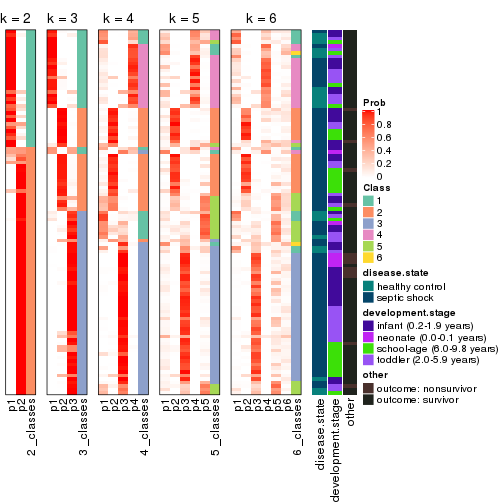 k = 2
k = 3
k = 4
k = 5
k = 6
p1
p2
2_classes
p1
p2
p3
3_classes
p1
p2
p3
p4
4_classes
p1
p2
p3
p4
p5
5_classes
p1
p2
p3
p4
p5
p6
6_classes
disease.state
development.stage
other
Prob
1
0.8
0.6
0.4
0.2
0
Class
1
2
3
4
5
6
disease.state
healthy control
septic shock
development.stage
infant (0.2-1.9 years)
neonate (0.0-0.1 years)
school-age (6.0-9.8 years)
toddler (2.0-5.9 years)
other
outcome: nonsurvivor
outcome: survivor